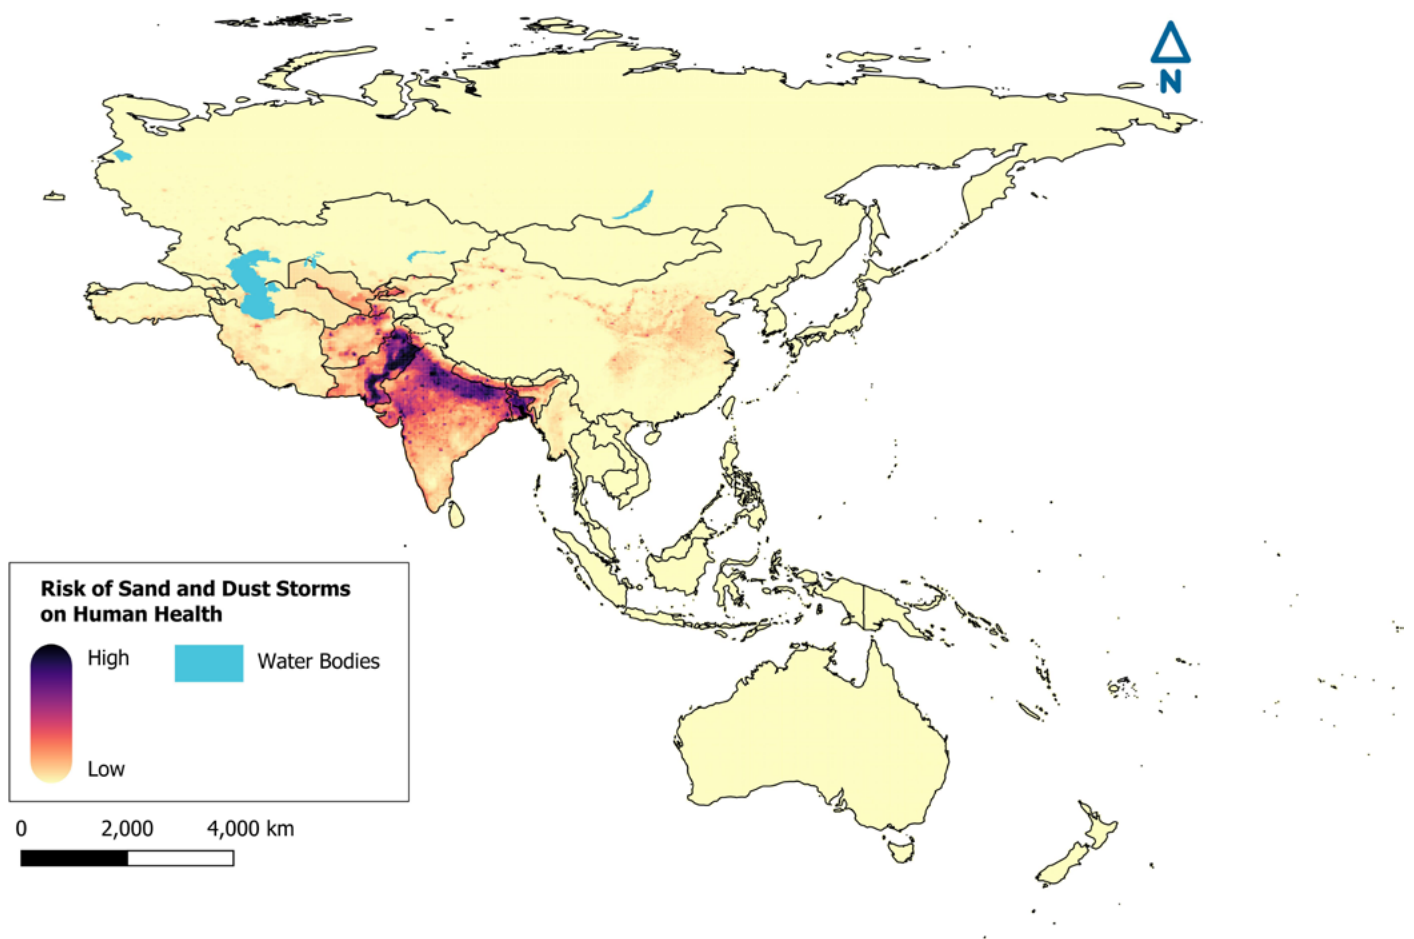 N
Risk of Sand and Dust Storms
on Human Health
High
Water Bodies
Low
0 2,000 4,000 km